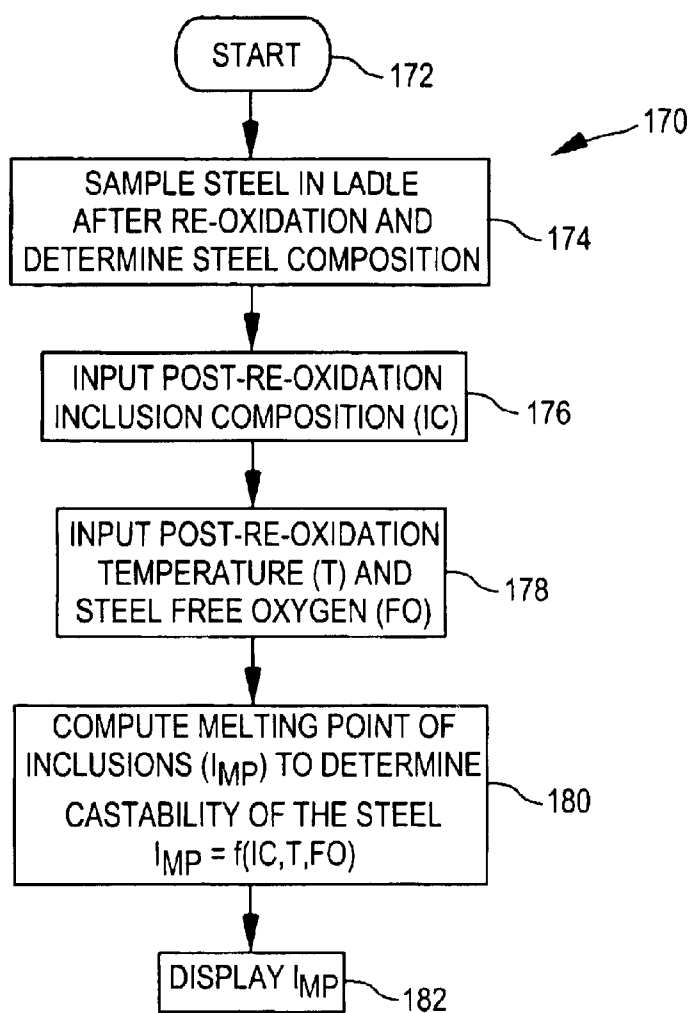 START
172
170
SAMPLE STEEL IN LADLE
AFTER RE-OXIDATION AND
DETERMINE STEEL COMPOSITION
174
INPUT POST-RE-OXIDATION
INCLUSION COMPOSITION (IC)
176
INPUT POST-RE-OXIDATION
TEMPERATURE (T) AND
STEEL FREE OXYGEN (FO)
178
COMPUTE MELTING POINT OF
INCLUSIONS (IMP) TO DETERMINE
CASTABILITY OF THE STEEL
IMP = f(IC,T,FO)
180
DISPLAY IMP
182